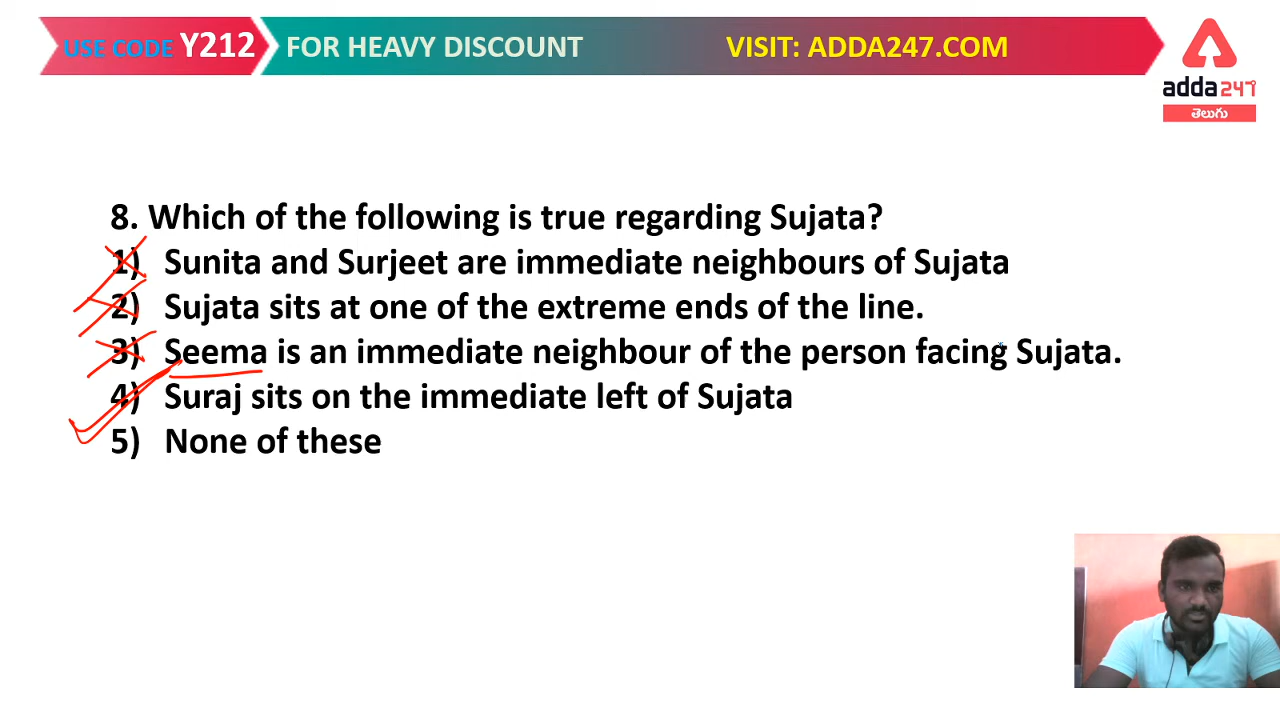 USE CODE Y212 FOR HEAVY DISCOUNT VISIT: ADDA247.COM
adda247
తెలుగు
8. Which of the following is true regarding Sujata?
1) Sunita and Surjeet are immediate neighbours of Sujata
2) Sujata sits at one of the extreme ends of the line.
3) Seema is an immediate neighbour of the person facing Sujata.
4) Suraj sits on the immediate left of Sujata
5) None of these